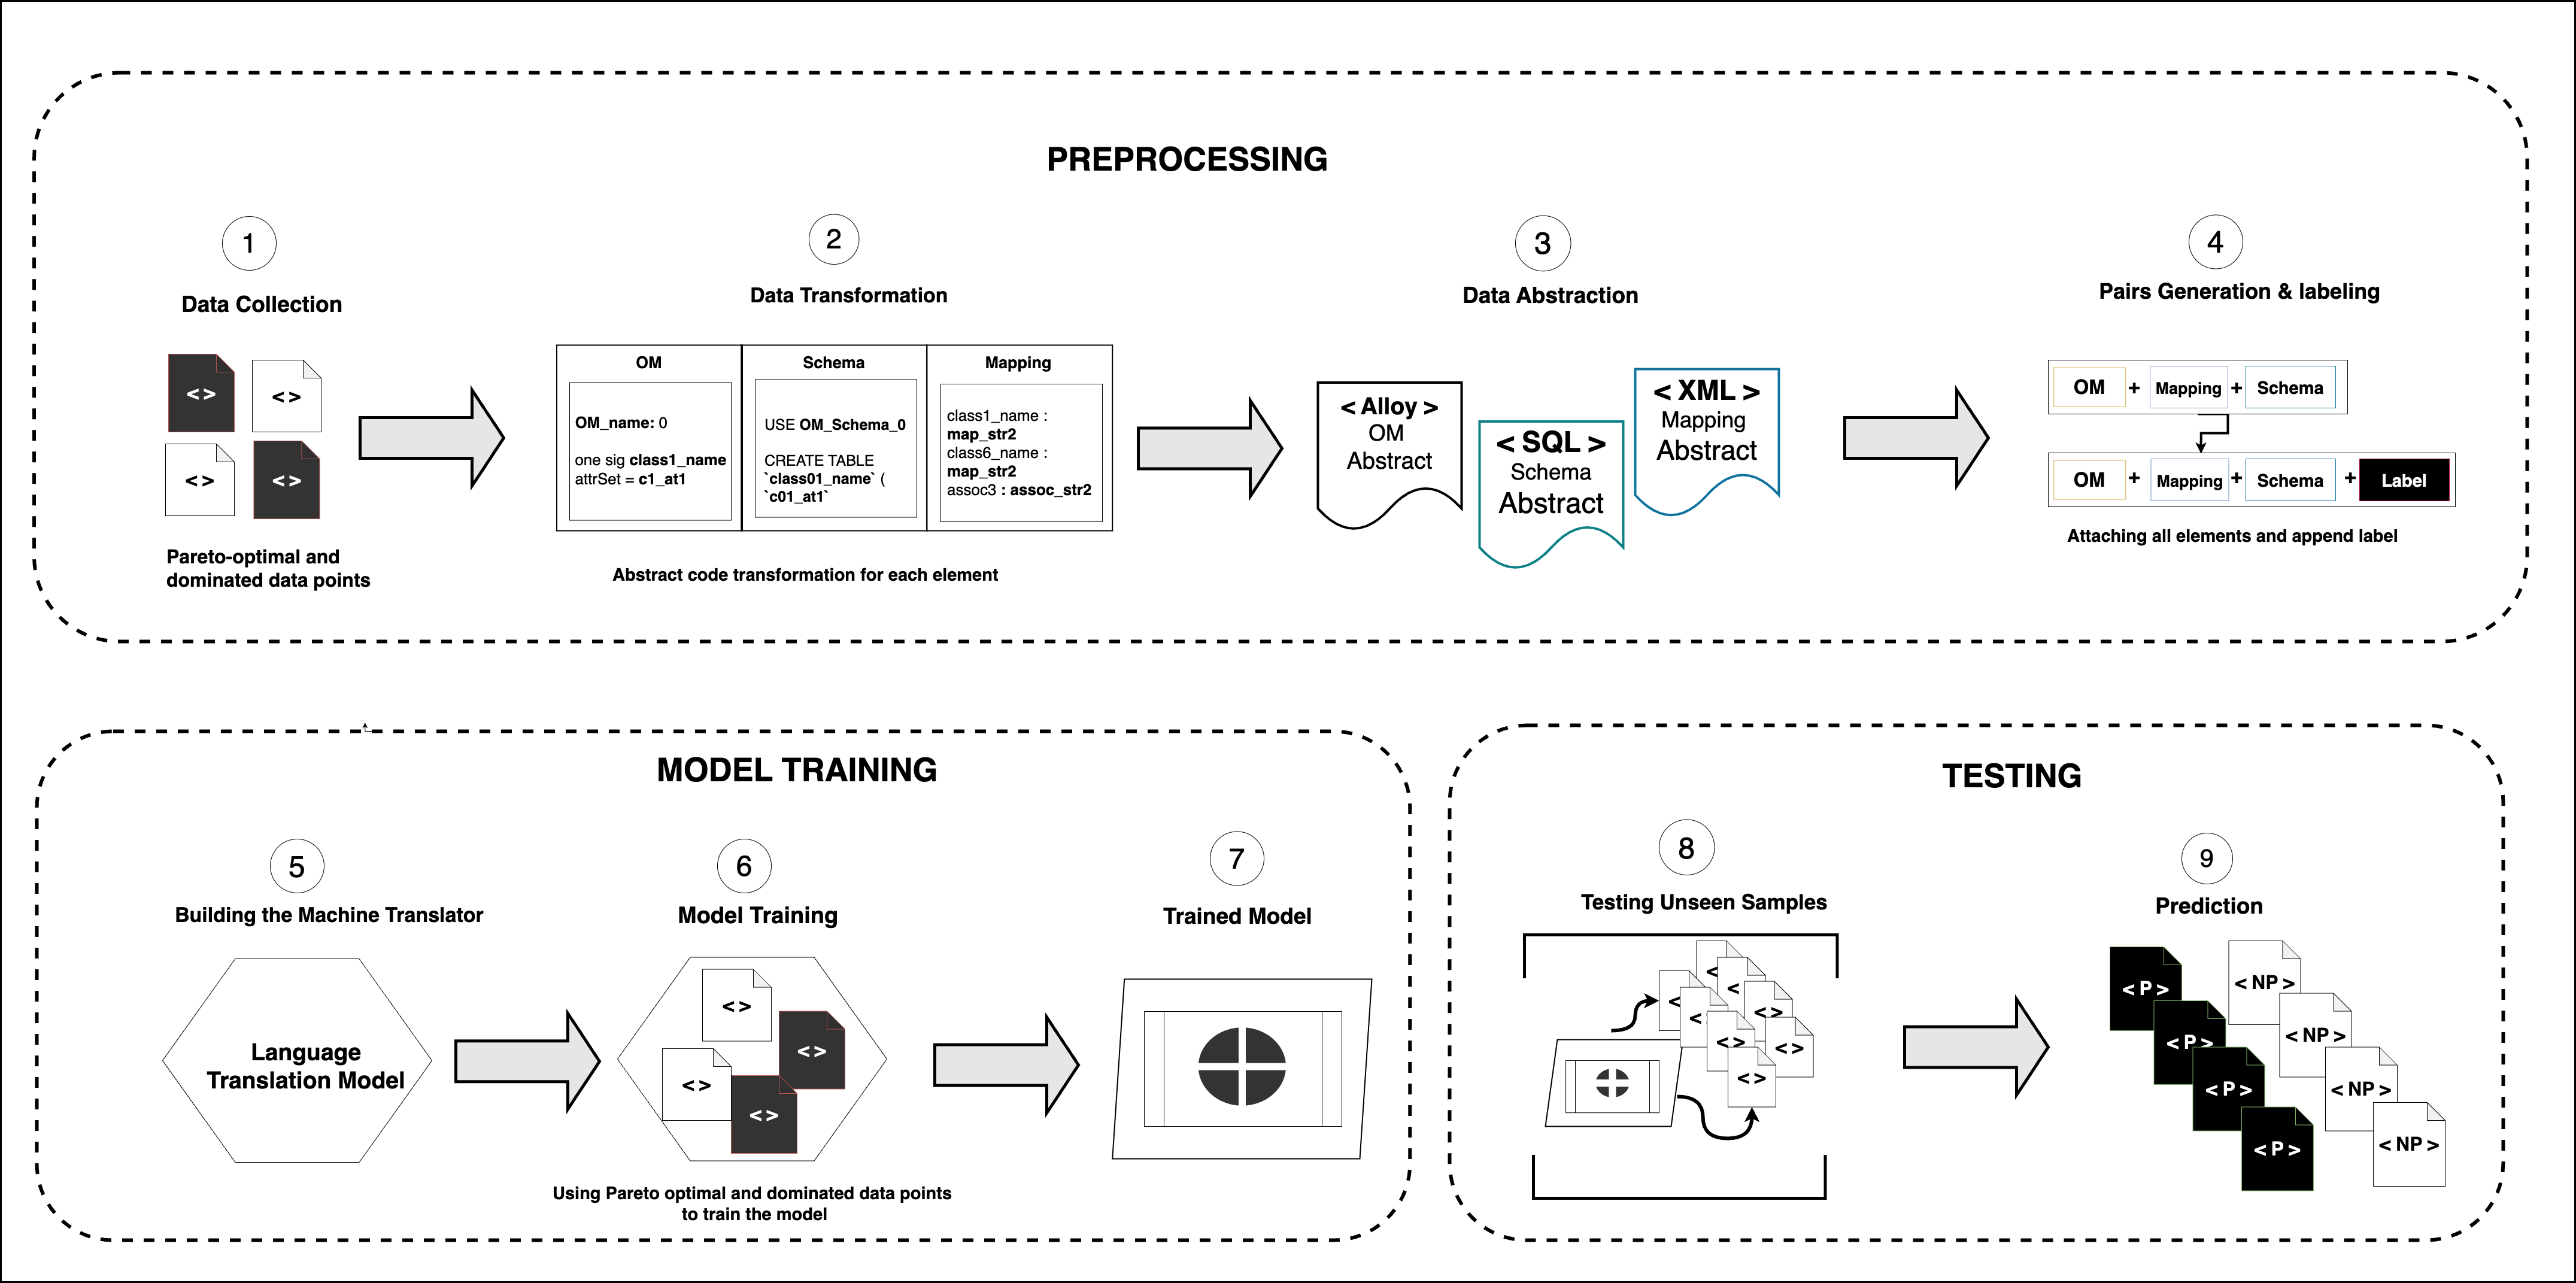 PREPROCESSING
1
Data Collection
< >
< >
< >
< >
Pareto-optimal and
dominated data points
2
Data Transformation
OM
OM_name: 0
one sig class1_name
attrSet = c1_at1
Schema
USE OM_Schema_0
CREATE TABLE
`class01_name` (
`c01_at1`
Mapping
class1_name :
map_str2
class6_name :
map_str2
assoc3 : assoc_str2
Abstract code transformation for each element
3
Data Abstraction
< Alloy >
OM
Abstract
< SQL >
Schema
Abstract
< XML >
Mapping
Abstract
4
Pairs Generation & labeling
OM + Mapping + Schema
OM + Mapping + Schema + Label
Attaching all elements and append label
MODEL TRAINING
5
Building the Machine Translator
Language
Translation Model
6
Model Training
< >
< >
< >
< >
Using Pareto optimal and dominated data points
to train the model
7
Trained Model
TESTING
8
Testing Unseen Samples
<
<
<
< >
<
< >
< >
< >
9
Prediction
< P >
< P >
< P >
< P >
< NP >
< NP >
< NP >
< NP >